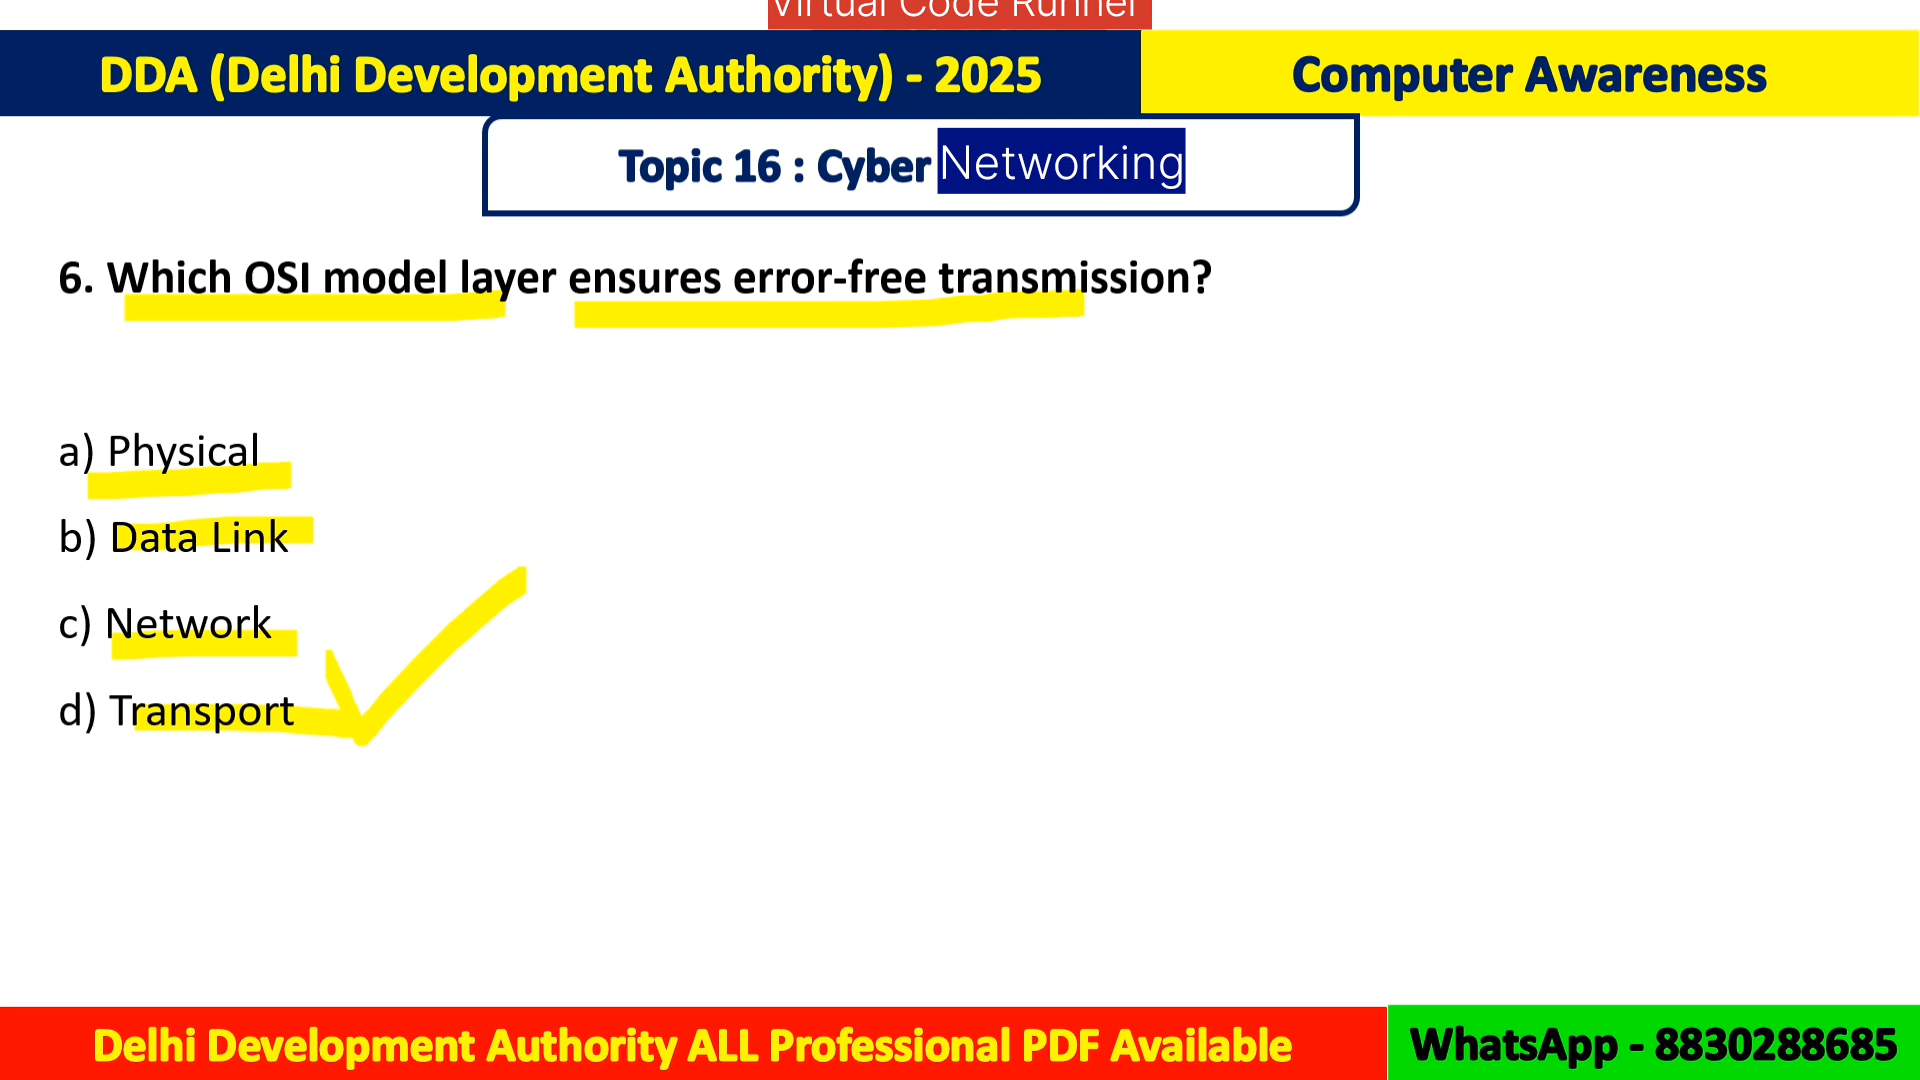 Virtual Code Runner
DDA (Delhi Development Authority) - 2025
Computer Awareness
Topic 16 : Cyber Networking
6. Which OSI model layer ensures error-free transmission?
a) Physical
b) Data Link
c) Network
d) Transport
Delhi Development Authority ALL Professional PDF Available
WhatsApp - 8830288685